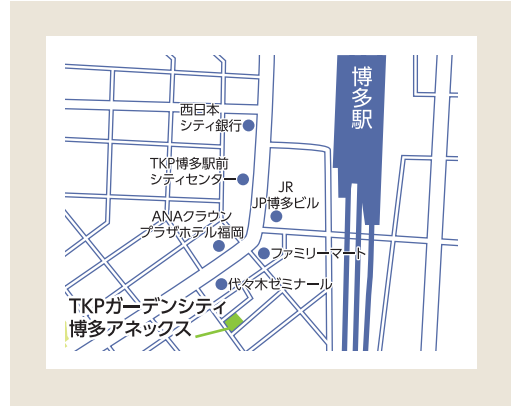 博多駅
西日本
シティ銀行
TKP博多駅前
シティセンター
JR
JP博多ビル
ANAクラウン
プラザホテル福岡
ファミリーマート
代々木ゼミナール
TKPガーデンシティ
博多アネックス